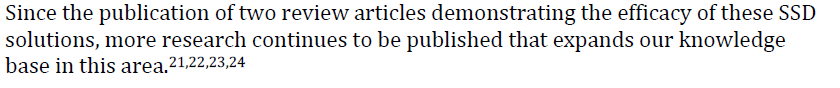 Since the publication of two review articles demonstrating the efficacy of these SSD
solutions, more research continues to be published that expands our knowledge
base in this area.21,22,23,24